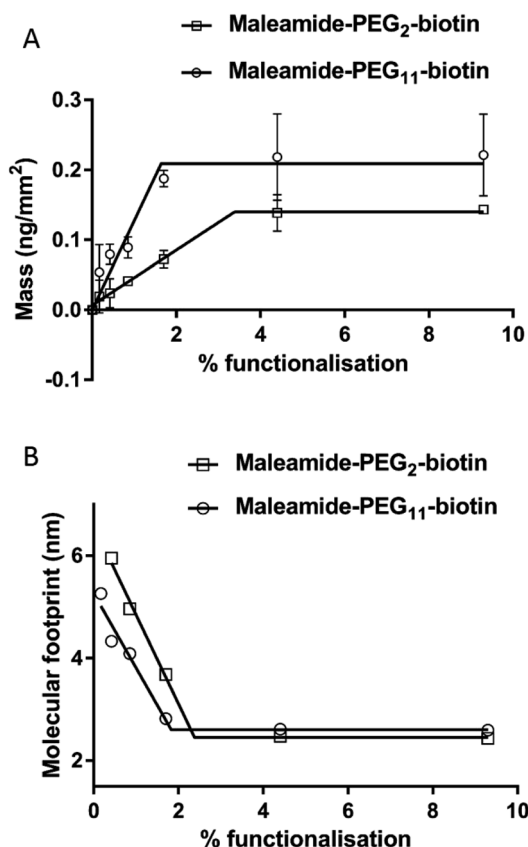 A
Maleamide-PEG2-biotin
Maleamide-PEG11-biotin
0.3
0.2
0.1
0.0
-0.1
2
4
6
8
10
Mass (ng/mm²)
% functionalisation
B
Maleamide-PEG2-biotin
Maleamide-PEG11-biotin
6
4
2
0
2
4
6
8
10
Molecular footprint (nm)
% functionalisation